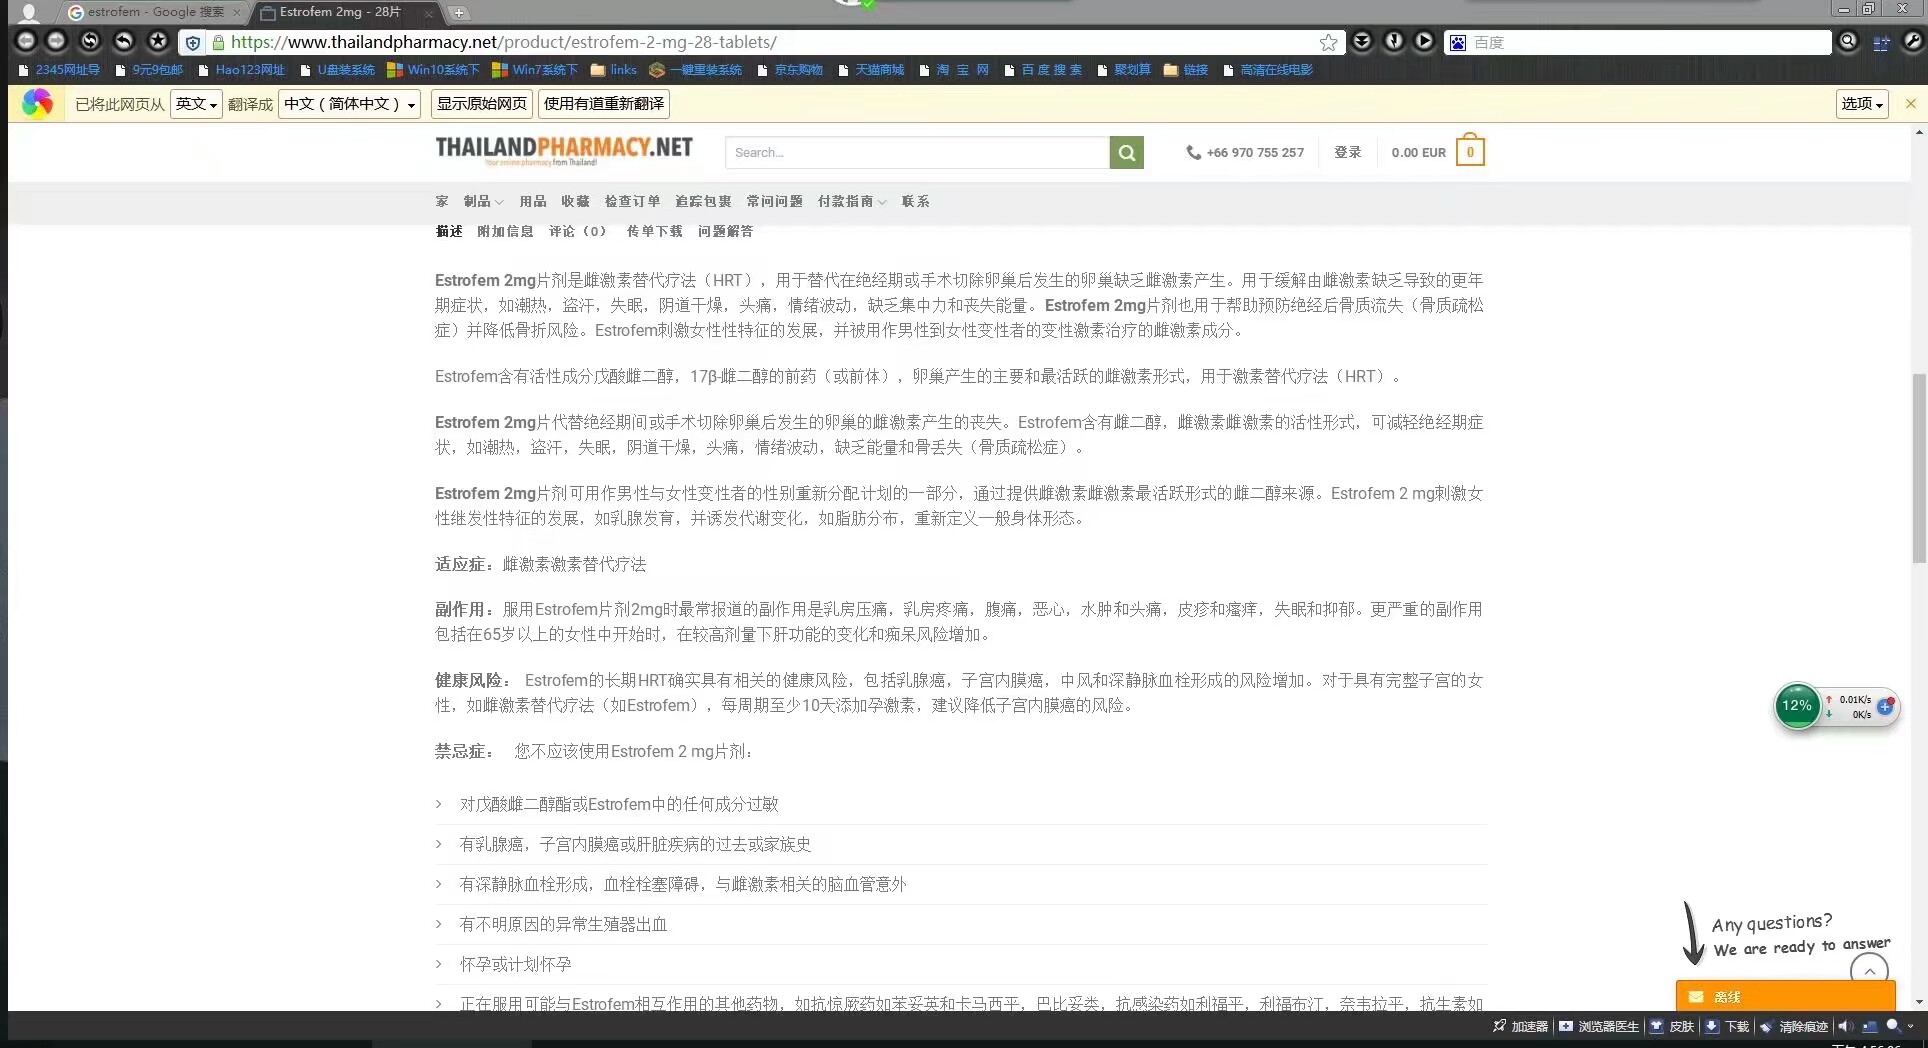 estrofem - Google 搜索
Estrofem 2mg - 28片
https://www.thailandpharmacy.net/product/estrofem-2-mg-28-tablets/
百度
2345网址导 9元9包邮 Hao123网址 U盘装系统 Win10系统下 Win7系统下 links 一键重装系统 京东购物 天猫商城 淘 宝 网 百 度 搜 索 聚划算 链接 高清在线电影
已将此网页从 英文 翻译成 中文（简体中文） 显示原始网页 使用有道重新翻译 选项
THAILANDPHARMACY.NET
Your online pharmacy from Thailand!
Search...
+66 970 755 257 登录 0.00 EUR 0
家 制品 用品 收藏 检查订单 追踪包裹 常问问题 付款指南 联系
描述 附加信息 评论（0） 传单下载 问题解答
Estrofem 2mg片剂是雌激素替代疗法（HRT），用于替代在绝经期或手术切除卵巢后发生的卵巢缺乏雌激素产生。用于缓解由雌激素缺乏导致的更年
期症状，如潮热，盗汗，失眠，阴道干燥，头痛，情绪波动，缺乏集中力和丧失能量。Estrofem 2mg片剂也用于帮助预防绝经后骨质流失（骨质疏松
症）并降低骨折风险。Estrofem刺激女性性特征的发展，并被用作男性到女性变性者的变性激素治疗的雌激素成分。
Estrofem含有活性成分戊酸雌二醇，17β-雌二醇的前药（或前体），卵巢产生的主要和最活跃的雌激素形式，用于激素替代疗法（HRT）。
Estrofem 2mg片代替绝经期间或手术切除卵巢后发生的卵巢的雌激素产生的丧失。Estrofem含有雌二醇，雌激素雌激素的活性形式，可减轻绝经期症
状，如潮热，盗汗，失眠，阴道干燥，头痛，情绪波动，缺乏能量和骨丢失（骨质疏松症）。
Estrofem 2mg片剂可用作男性与女性变性者的性别重新分配计划的一部分，通过提供雌激素雌激素最活跃形式的雌二醇来源。Estrofem 2 mg刺激女
性继发性特征的发展，如乳腺发育，并诱发代谢变化，如脂肪分布，重新定义一般身体形态。
适应症：雌激素激素替代疗法
副作用：服用Estrofem片剂2mg时最常报道的副作用是乳房压痛，乳房疼痛，腹痛，恶心，水肿和头痛，皮疹和瘙痒，失眠和抑郁。更严重的副作用
包括在65岁以上的女性中开始时，在较高剂量下肝功能的变化和痴呆风险增加。
健康风险： Estrofem的长期HRT确实具有相关的健康风险，包括乳腺癌，子宫内膜癌，中风和深静脉血栓形成的风险增加。对于具有完整子宫的女
性，如雌激素替代疗法（如Estrofem），每周期至少10天添加孕激素，建议降低子宫内膜癌的风险。
禁忌症： 您不应该使用Estrofem 2 mg片剂：
对戊酸雌二醇酯或Estrofem中的任何成分过敏
有乳腺癌，子宫内膜癌或肝脏疾病的过去或家族史
有深静脉血栓形成，血栓栓塞障碍，与雌激素相关的脑血管意外
有不明原因的异常生殖器出血
怀孕或计划怀孕
正在服用可能与Estrofem相互作用的其他药物，如抗惊厥药如苯妥英和卡马西平，巴比妥类，抗感染药如利福平，利福布汀，奈韦拉平，抗生素如
12% 0.01K/s
0K/s
Any questions?
We are ready to answer
离线
加速器 浏览器医生 皮肤 下载 清除痕迹